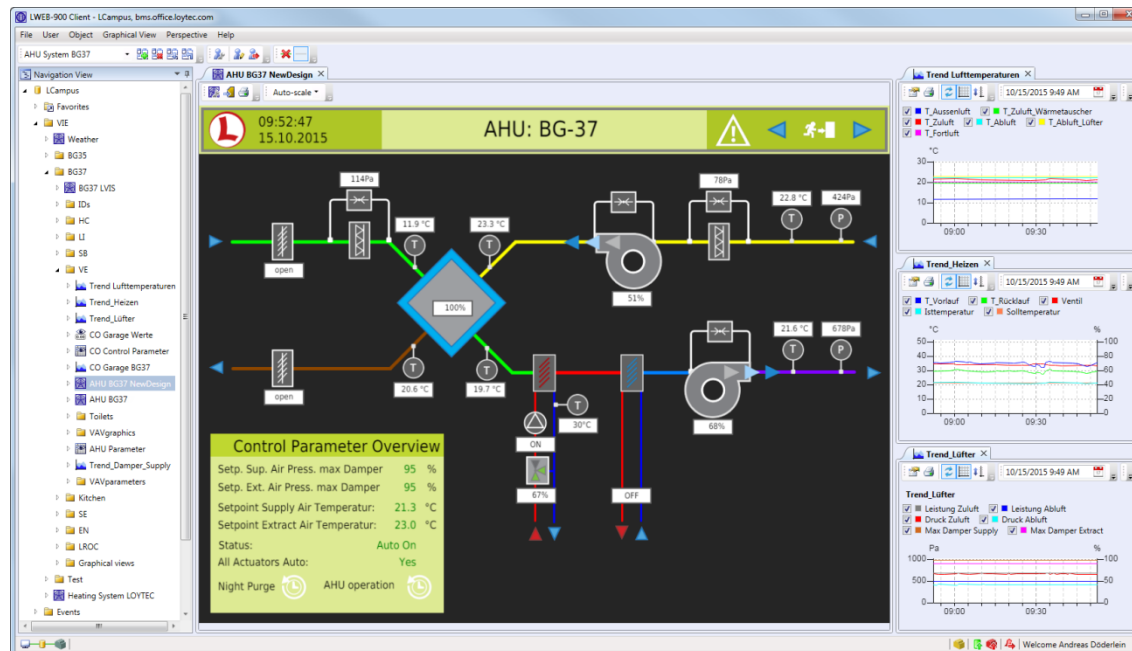 LWEB-900 Client - LCampus, bms.office.loytec.com
File User Object Graphical View Perspective Help
AHU System BG37
Navigation View
LCampus
Favorites
VIE
Weather
BG35
BG37
BG37 LVIS
IDs
HC
LI
SB
VE
Trend Lufttemperaturen
Trend_Heizen
Trend_Lüfter
CO Garage Werte
CO Control Parameter
CO Garage BG37
AHU BG37 NewDesign
AHU BG37
Toilets
VAVgraphics
AHU Parameter
Trend_Damper_Supply
VAVparameters
Kitchen
SE
EN
LROC
Graphical views
Test
Heating System LOYTEC
Events
AHU BG37 NewDesign
Auto-scale
L
09:52:47
15.10.2015
AHU: BG-37
114Pa
78Pa
22.8 °C
424Pa
11.9 °C
23.3 °C
T
T
T
P
open
100%
51%
21.6 °C
678Pa
T
T
T
P
20.6 °C
19.7 °C
open
T
30°C
68%
ON
67%
OFF
Control Parameter Overview
Setp. Sup. Air Press. max Damper 95 %
Setp. Ext. Air Press. max Damper 95 %
Setpoint Supply Air Temperatur: 21.3 °C
Setpoint Extract Air Temperatur: 23.0 °C
Status: Auto On
All Actuators Auto: Yes
Night Purge AHU operation
Trend Lufttemperaturen
10/15/2015 9:49 AM
T_Aussenluft T_Zuluft_Wärmetauscher
T_Zuluft T_Abluft T_Abluft_Lüfter
T_Fortluft
°C
30
20
10
0
09:00 09:30
Trend_Heizen
10/15/2015 9:49 AM
T_Vorlauf T_Rücklauf Ventil
Isttemperatur Solltemperatur
°C %
50 100
40 80
30 60
20 40
10 20
0 0
09:00 09:30
Trend_Lüfter
10/15/2015 9:49 AM
Trend_Lüfter
Leistung Zuluft Leistung Abluft
Druck Zuluft Druck Abluft
Max Damper Supply Max Damper Extract
Pa %
1000 100
500
0 0
09:00 09:30
Welcome Andreas Döderlein